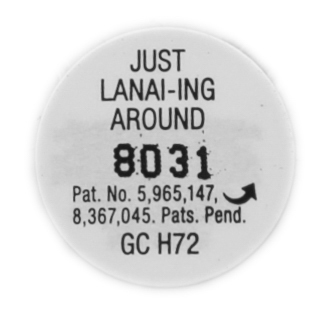 JUST
LANAI-ING
AROUND
8031
Pat. No. 5,965,147,
8,367,045. Pats. Pend.
GC H72